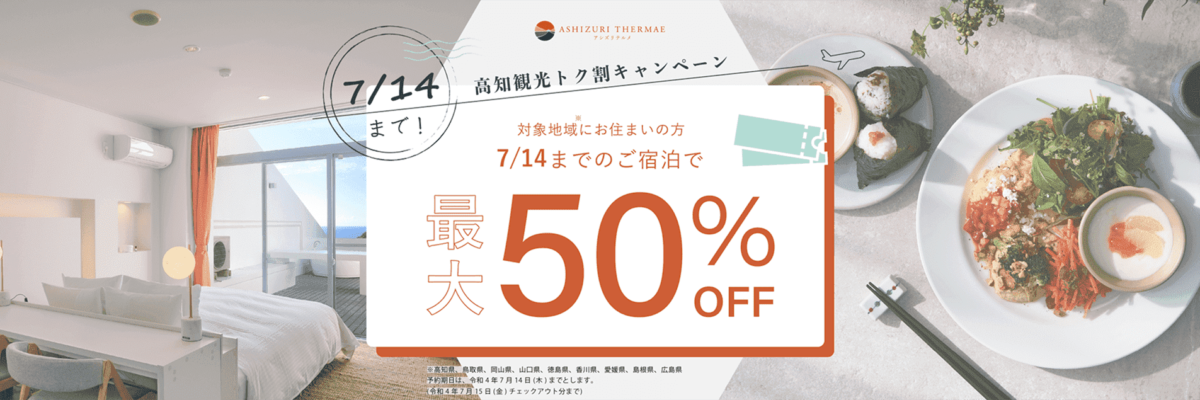 ASHIZURI THERMAE
アシズリテルメ
7/14
まで!
高知観光トク割キャンペーン
※
対象地域にお住まいの方
7/14までのご宿泊で
最大
50%
OFF
※高知県、鳥取県、岡山県、山口県、徳島県、香川県、愛媛県、島根県、広島県
予約期日は、令和4年7月14日(木)までとします。
(令和4年7月15日(金)チェックアウト分まで)